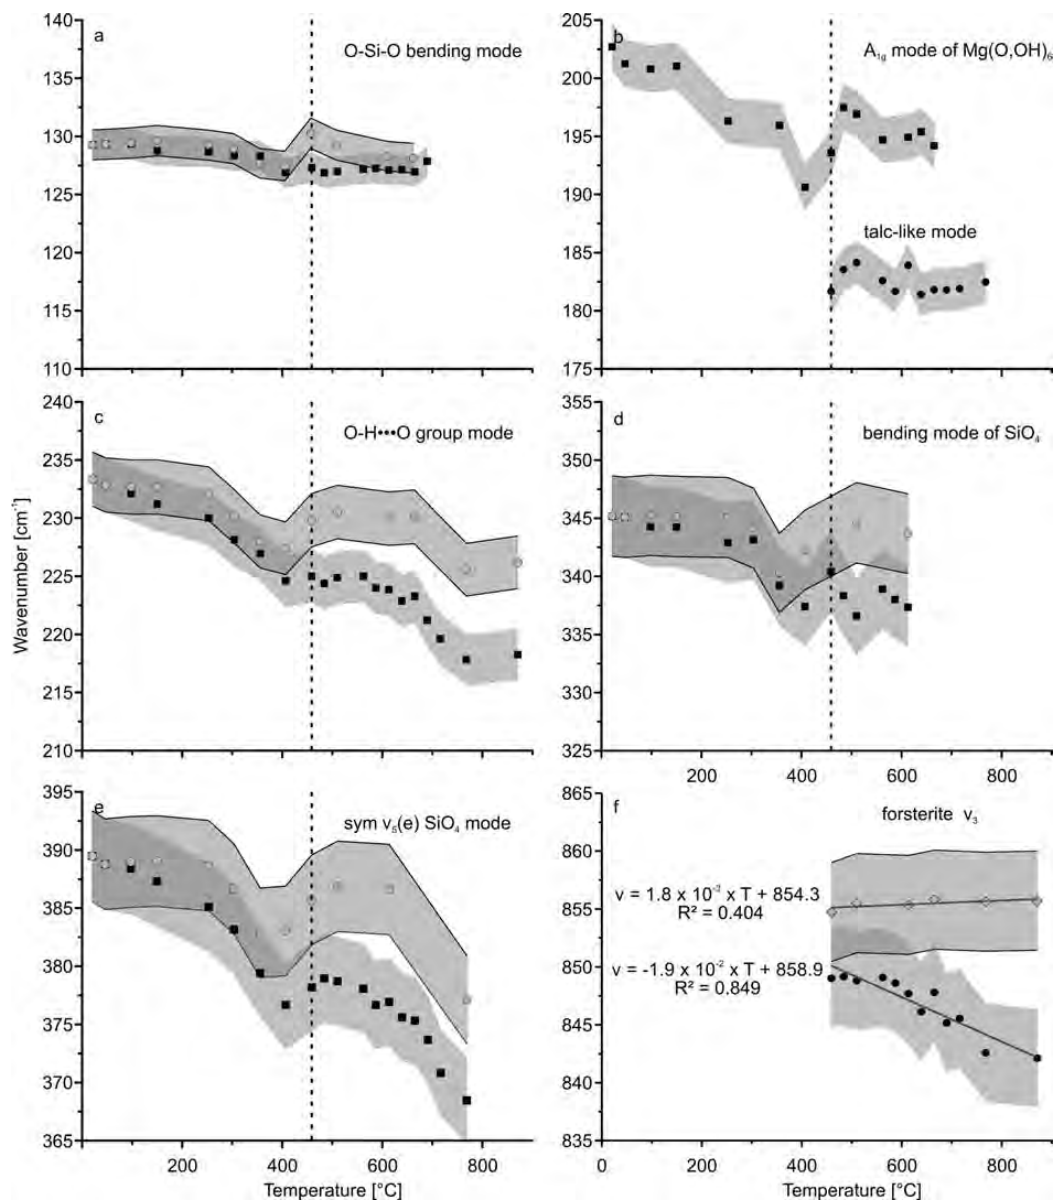 a
O-Si-O bending mode
140
135
130
125
120
115
110
b
A₁g mode of Mg(O,OH)₆
talc-like mode
205
200
195
190
185
180
175
c
O-H•••O group mode
240
235
230
225
220
215
210
Wavenumber [cm⁻¹]
d
bending mode of SiO₄
355
350
345
340
335
330
325
200
400
600
800
e
sym ν₅(e) SiO₄ mode
395
390
385
380
375
370
365
200
400
600
800
Temperature [°C]
f
forsterite ν₃
865
860
855
850
845
840
835
ν = 1.8 x 10⁻² x T + 854.3
R² = 0.404
ν = -1.9 x 10⁻² x T + 858.9
R² = 0.849
0
200
400
600
800
Temperature [°C]